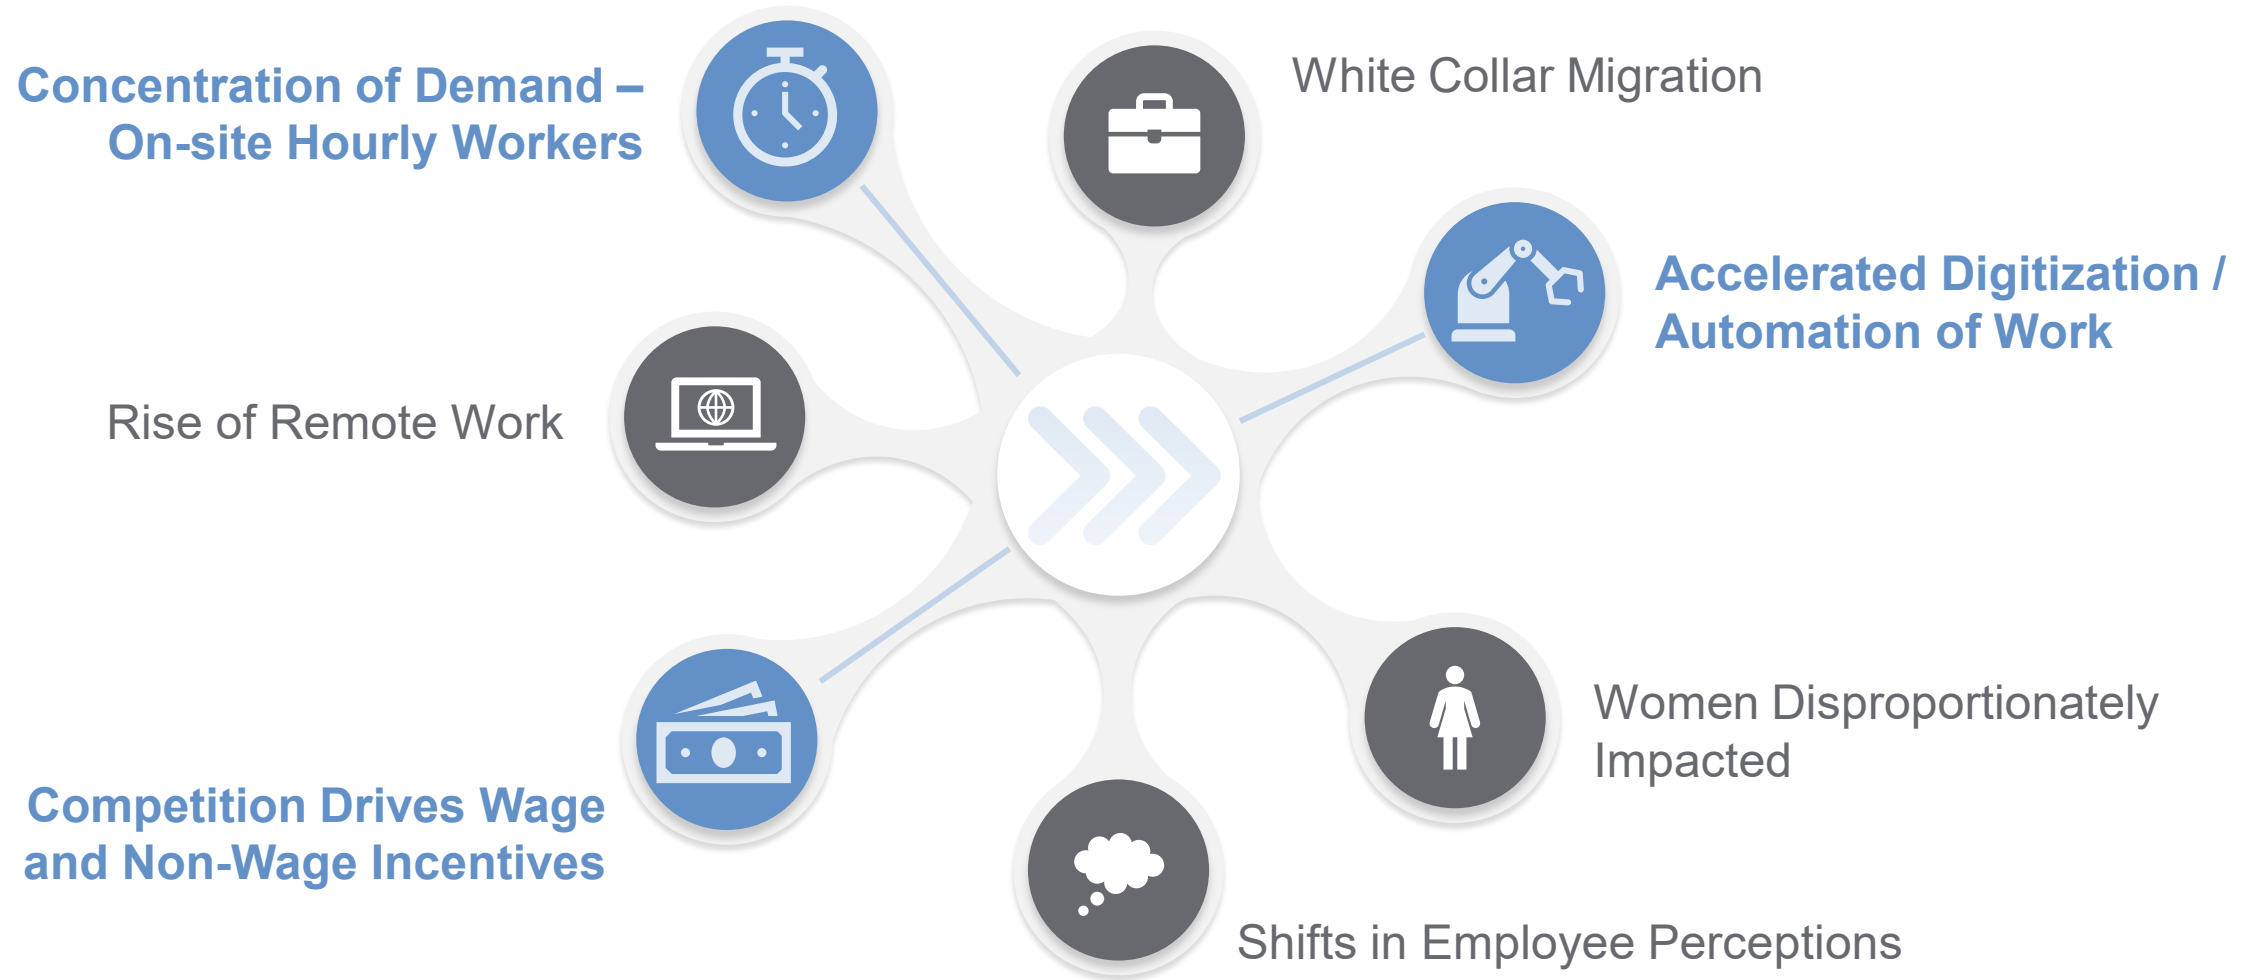 Concentration of Demand –
On-site Hourly Workers
White Collar Migration
Accelerated Digitization /
Automation of Work
Rise of Remote Work
Women Disproportionately
Impacted
Competition Drives Wage
and Non-Wage Incentives
Shifts in Employee Perceptions